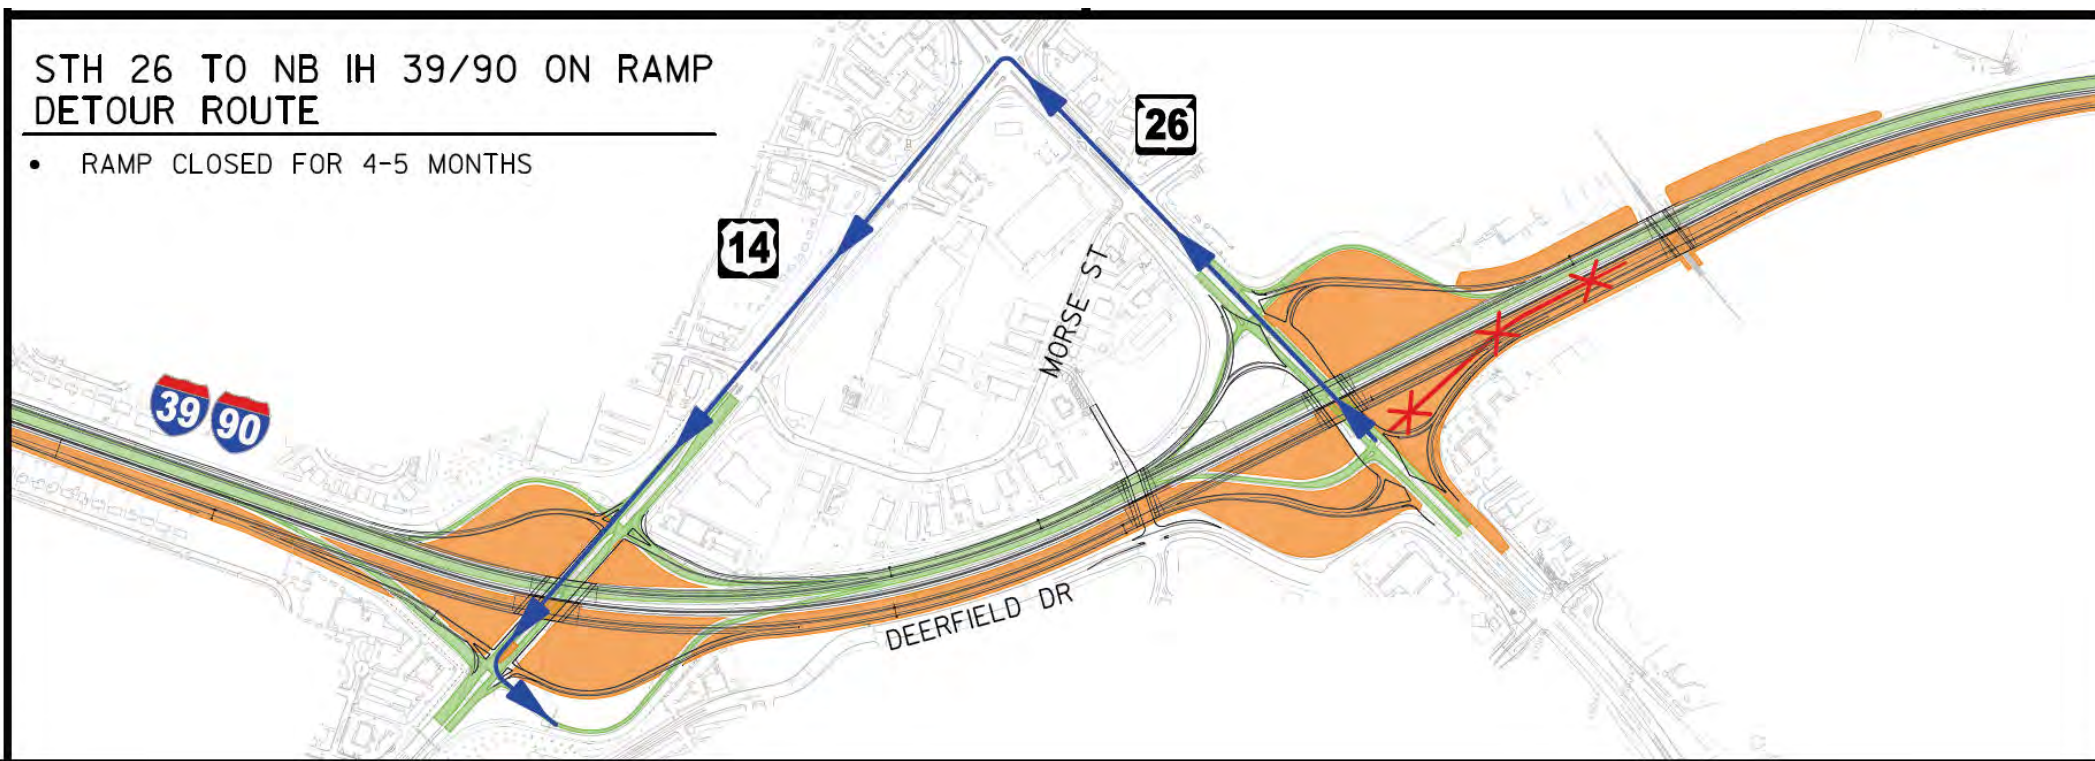 STH 26 TO NB IH 39/90 ON RAMP
DETOUR ROUTE
• RAMP CLOSED FOR 4-5 MONTHS
26
14
MORSE ST
39 90
DEERFIELD DR